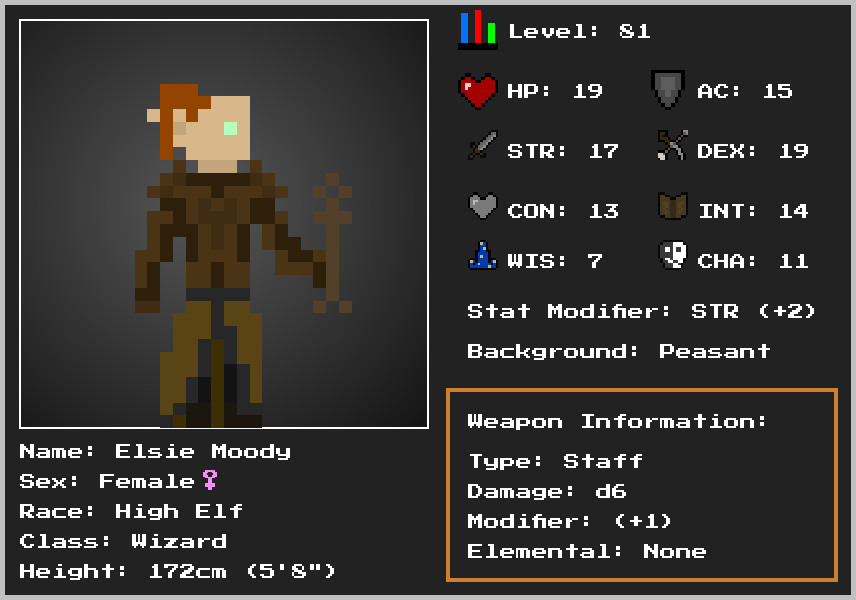 Level: 81
HP: 19 AC: 15
STR: 17 DEX: 19
CON: 13 INT: 14
WIS: 7 CHA: 11
Stat Modifier: STR (+2)
Background: Peasant
Weapon Information:
Type: Staff
Damage: d6
Modifier: (+1)
Elemental: None
Name: Elsie Moody
Sex: Female♀
Race: High Elf
Class: Wizard
Height: 172cm (5'8")